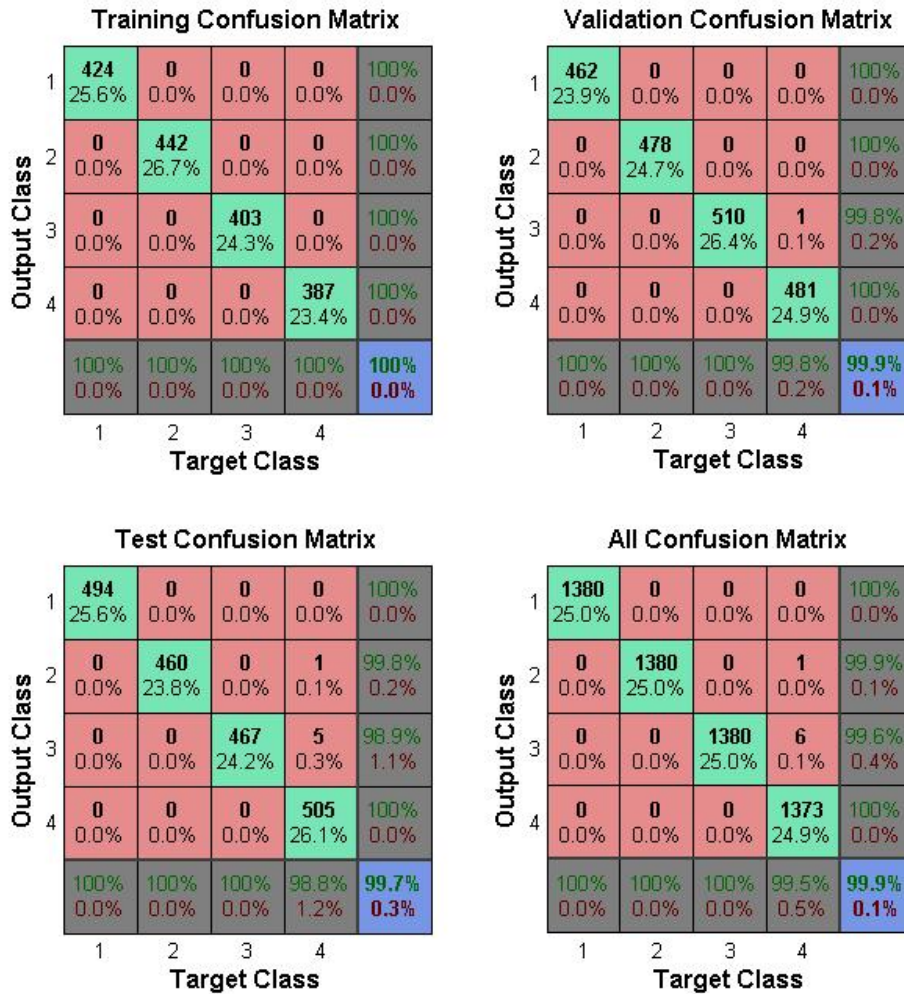 Training Confusion Matrix
Output Class
1 424 0 0 0 100%
25.6% 0.0% 0.0% 0.0% 0.0%
2 0 442 0 0 100%
0.0% 26.7% 0.0% 0.0% 0.0%
3 0 0 403 0 100%
0.0% 0.0% 24.3% 0.0% 0.0%
4 0 0 0 387 100%
0.0% 0.0% 0.0% 23.4% 0.0%
100% 100% 100% 100% 100%
0.0% 0.0% 0.0% 0.0% 0.0%
1 2 3 4
Target Class
Validation Confusion Matrix
Output Class
1 462 0 0 0 100%
23.9% 0.0% 0.0% 0.0% 0.0%
2 0 478 0 0 100%
0.0% 24.7% 0.0% 0.0% 0.0%
3 0 0 510 1 99.8%
0.0% 0.0% 26.4% 0.1% 0.2%
4 0 0 0 481 100%
0.0% 0.0% 0.0% 24.9% 0.0%
100% 100% 100% 99.8% 99.9%
0.0% 0.0% 0.0% 0.2% 0.1%
1 2 3 4
Target Class
Test Confusion Matrix
Output Class
1 494 0 0 0 100%
25.6% 0.0% 0.0% 0.0% 0.0%
2 0 460 0 1 99.8%
0.0% 23.8% 0.0% 0.1% 0.2%
3 0 0 467 5 98.9%
0.0% 0.0% 24.2% 0.3% 1.1%
4 0 0 0 505 100%
0.0% 0.0% 0.0% 26.1% 0.0%
100% 100% 100% 98.8% 99.7%
0.0% 0.0% 0.0% 1.2% 0.3%
1 2 3 4
Target Class
All Confusion Matrix
Output Class
1 1380 0 0 0 100%
25.0% 0.0% 0.0% 0.0% 0.0%
2 0 1380 0 1 99.9%
0.0% 25.0% 0.0% 0.0% 0.1%
3 0 0 1380 6 99.6%
0.0% 0.0% 25.0% 0.1% 0.4%
4 0 0 0 1373 100%
0.0% 0.0% 0.0% 24.9% 0.0%
100% 100% 100% 99.5% 99.9%
0.0% 0.0% 0.0% 0.5% 0.1%
1 2 3 4
Target Class